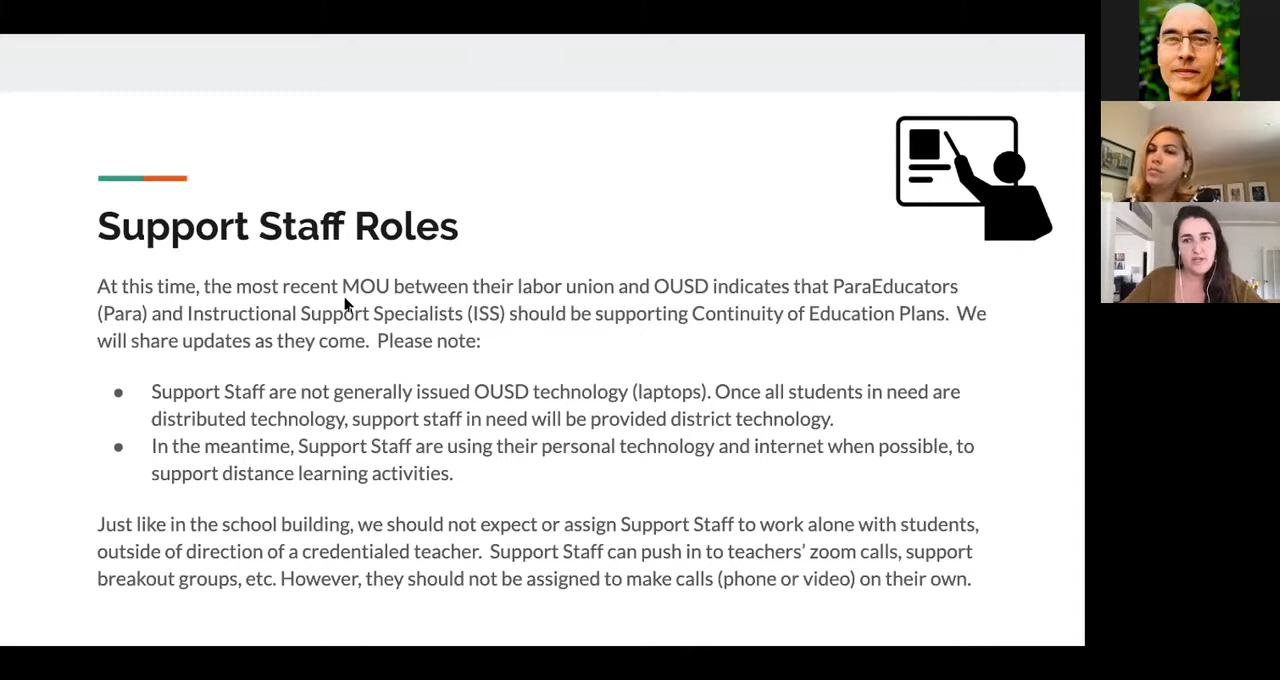 Support Staff Roles
At this time, the most recent MOU between their labor union and OUSD indicates that ParaEducators
(Para) and Instructional Support Specialists (ISS) should be supporting Continuity of Education Plans.  We
will share updates as they come.  Please note:
● Support Staff are not generally issued OUSD technology (laptops). Once all students in need are
distributed technology, support staff in need will be provided district technology.
● In the meantime, Support Staff are using their personal technology and internet when possible, to
support distance learning activities.
Just like in the school building, we should not expect or assign Support Staff to work alone with students,
outside of direction of a credentialed teacher.  Support Staff can push in to teachers’ zoom calls, support
breakout groups, etc. However, they should not be assigned to make calls (phone or video) on their own.